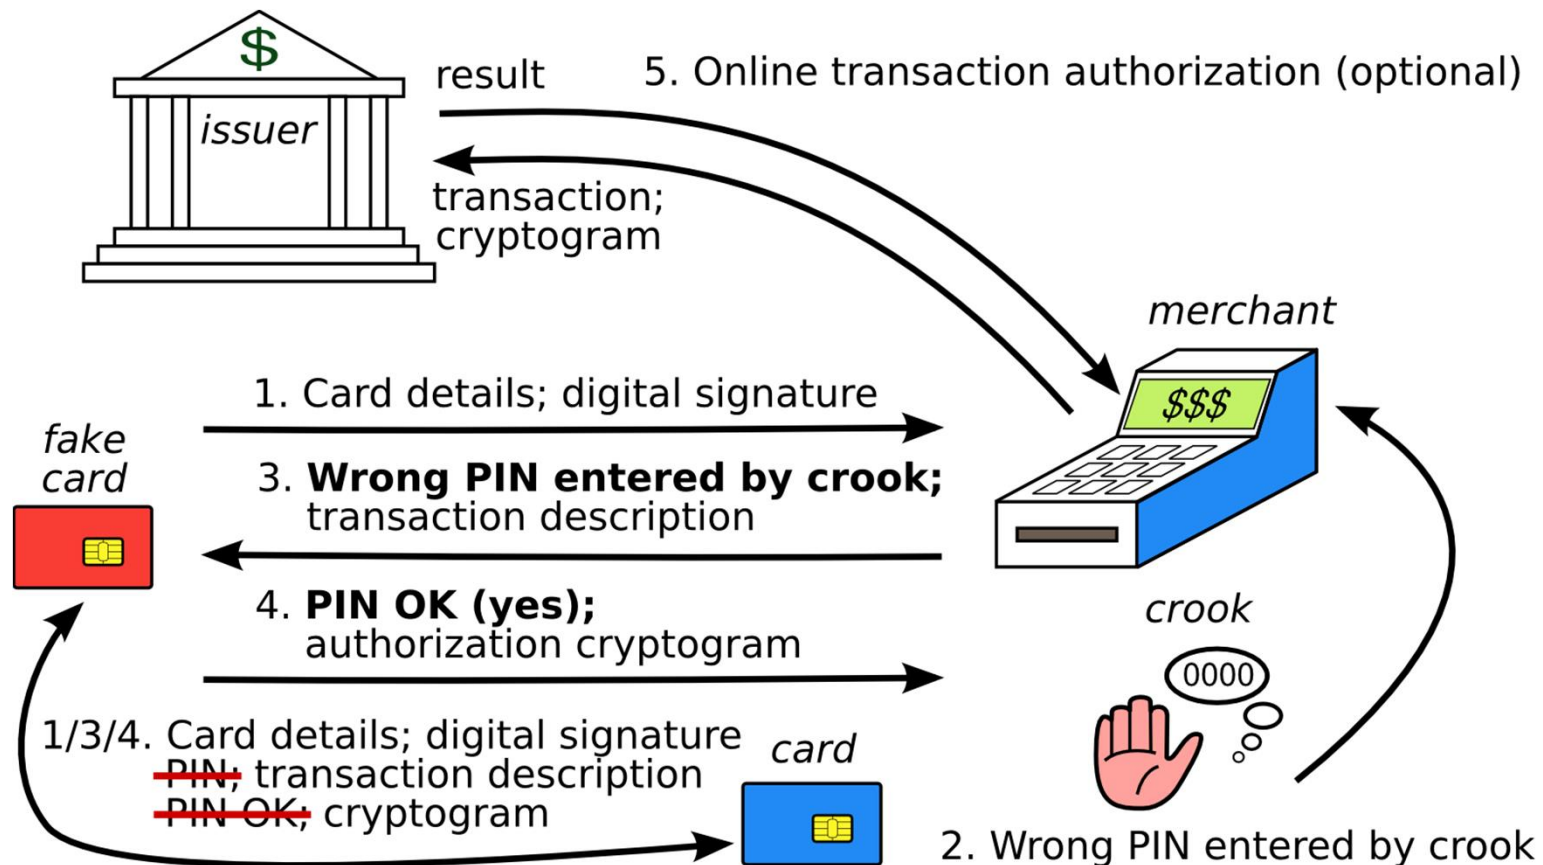 $
issuer
result
5. Online transaction authorization (optional)
transaction;
cryptogram
merchant
$$$
1. Card details; digital signature
fake
card
3. Wrong PIN entered by crook;
transaction description
4. PIN OK (yes);
authorization cryptogram
crook
0000
1/3/4. Card details; digital signature
PIN; transaction description
PIN OK; cryptogram
card
2. Wrong PIN entered by crook